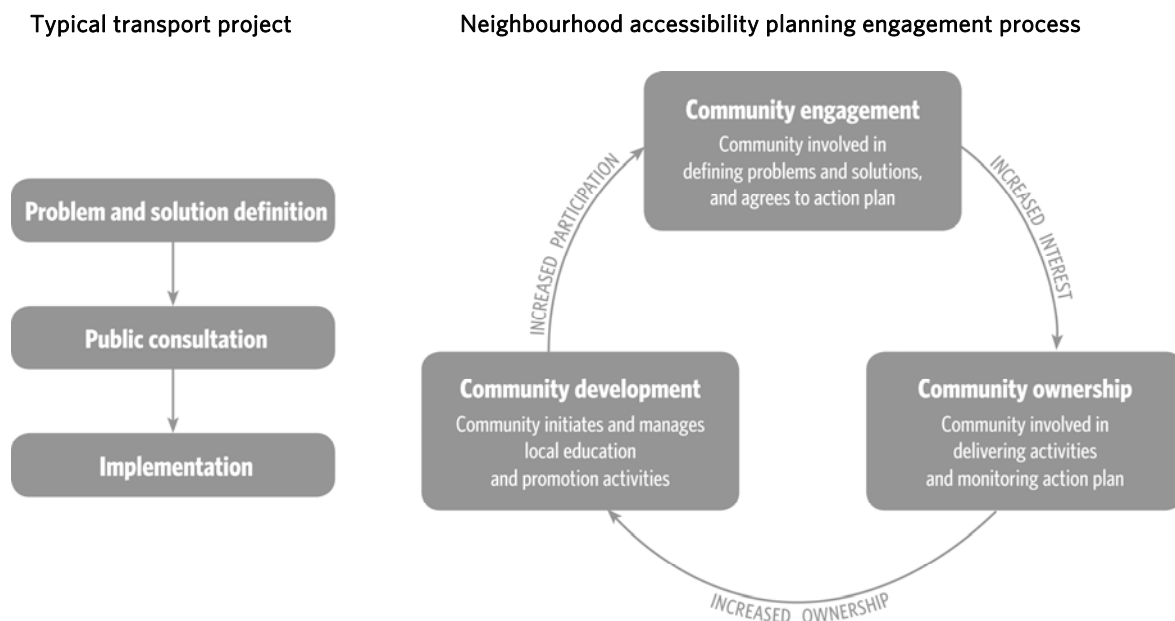 Typical transport project
Problem and solution definition
Public consultation
Implementation
Neighbourhood accessibility planning engagement process
Community engagement
Community involved in
defining problems and solutions,
and agrees to action plan
INCREASED INTEREST
Community ownership
Community involved in
delivering activities
and monitoring action plan
INCREASED OWNERSHIP
Community development
Community initiates and manages
local education
and promotion activities
INCREASED PARTICIPATION